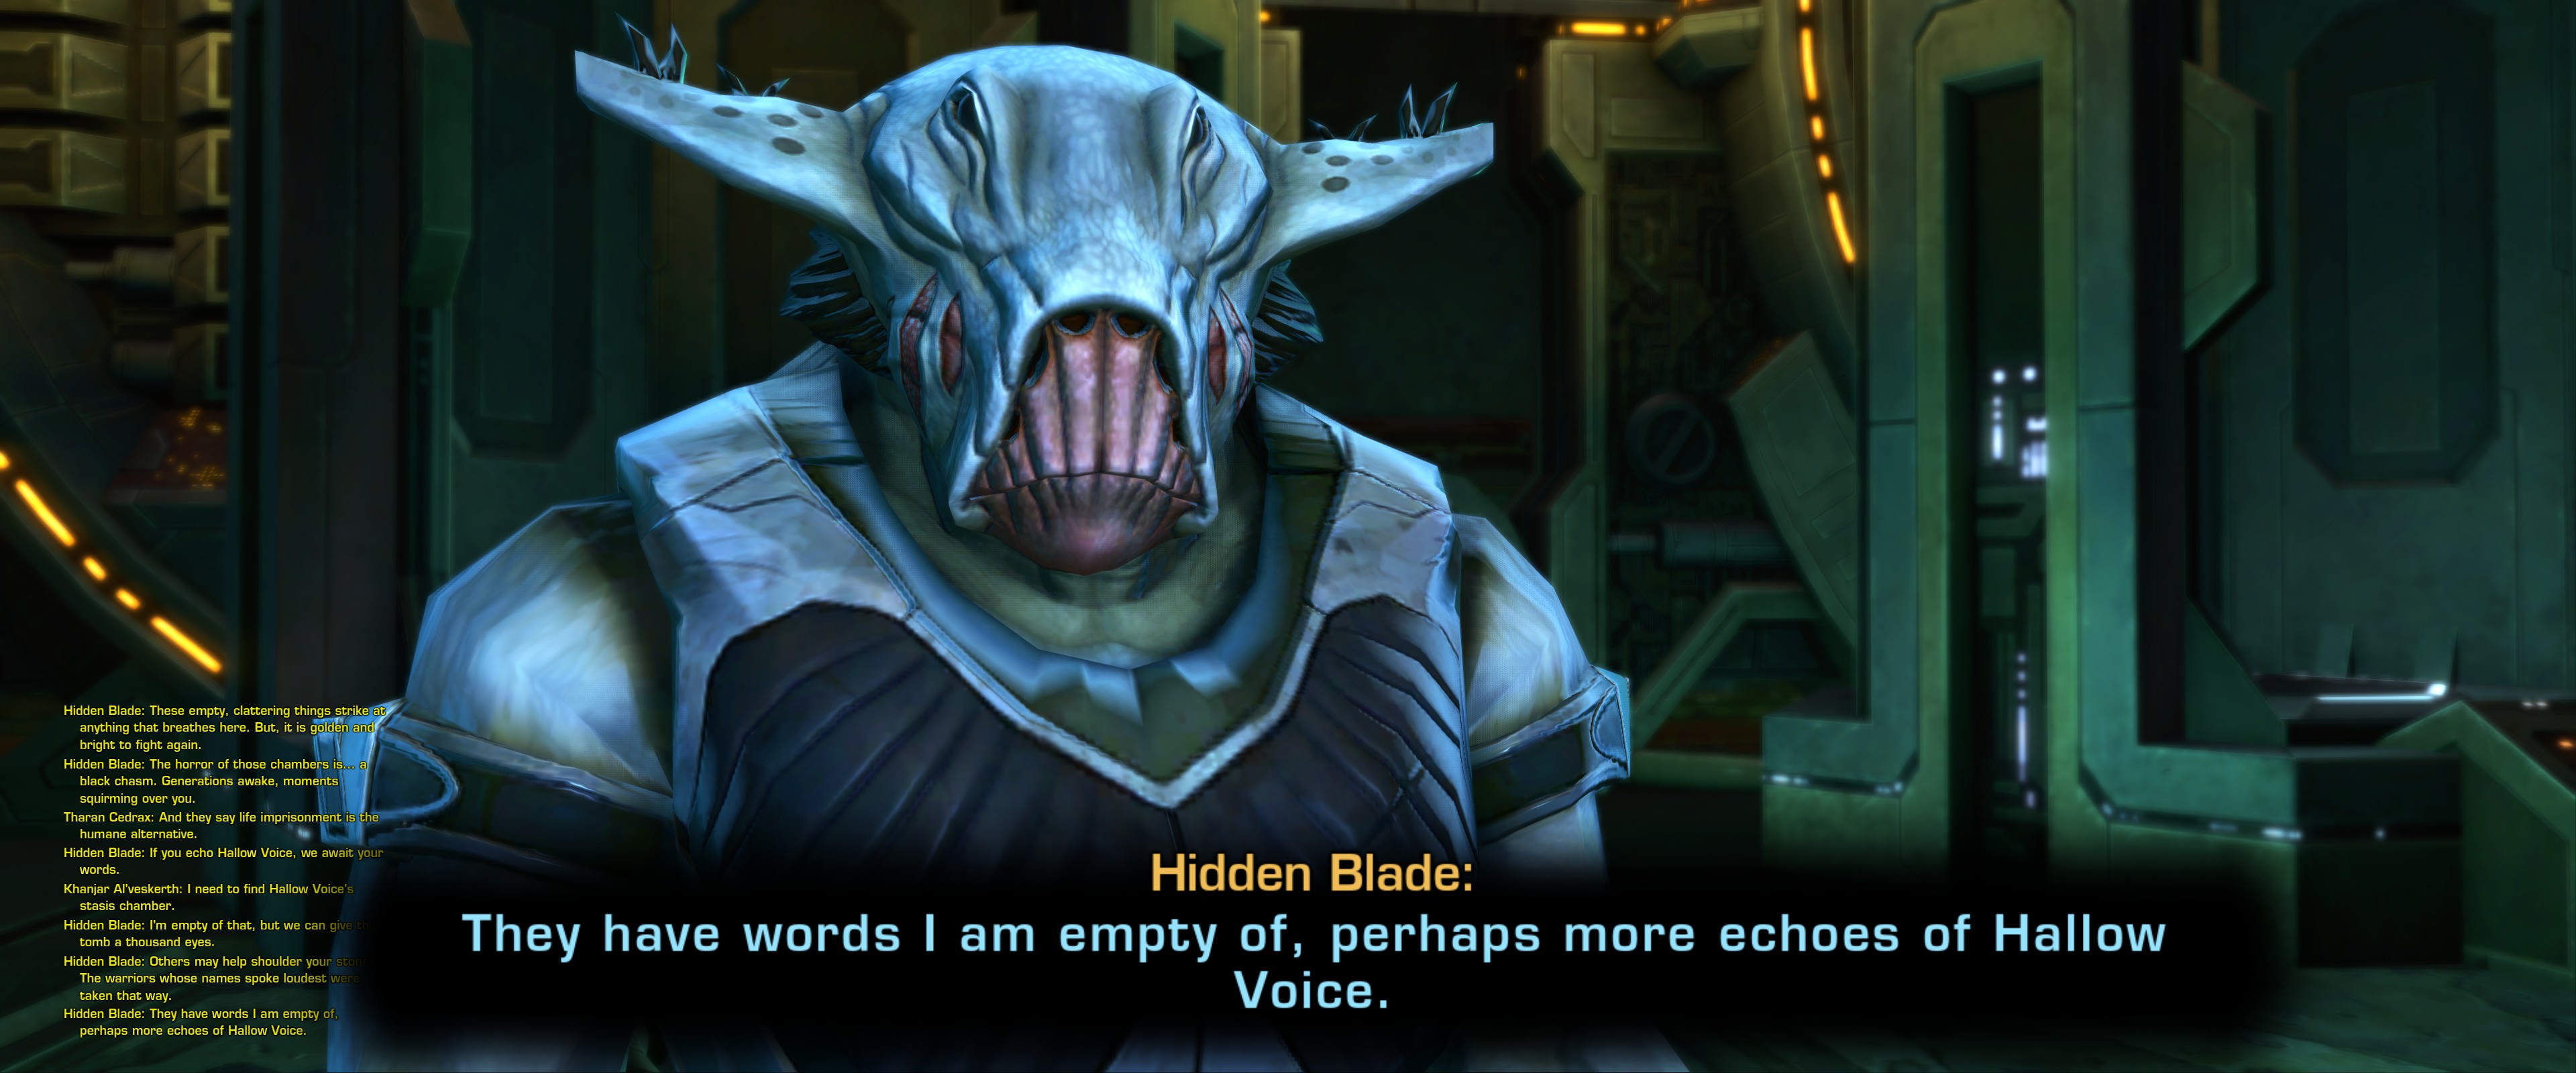 Hidden Blade: These empty, clattering things strike at
anything that breathes here. But, it is golden and
bright to fight again.
Hidden Blade: The horror of those chambers is... a
black chasm. Generations awake, moments
squirming over you.
Tharan Cedrax: And they say life imprisonment is the
humane alternative.
Hidden Blade: If you echo Hallow Voice, we await your
words.
Khanjar Al'veskerth: I need to find Hallow Voice's
stasis chamber.
Hidden Blade: I'm empty of that, but we can give
tomb a thousand eyes.
Hidden Blade: Others may help shoulder your
The warriors whose names spoke loudest were
taken that way.
Hidden Blade: They have words I am empty of,
perhaps more echoes of Hallow Voice.
Hidden Blade:
They have words I am empty of, perhaps more echoes of Hallow
Voice.